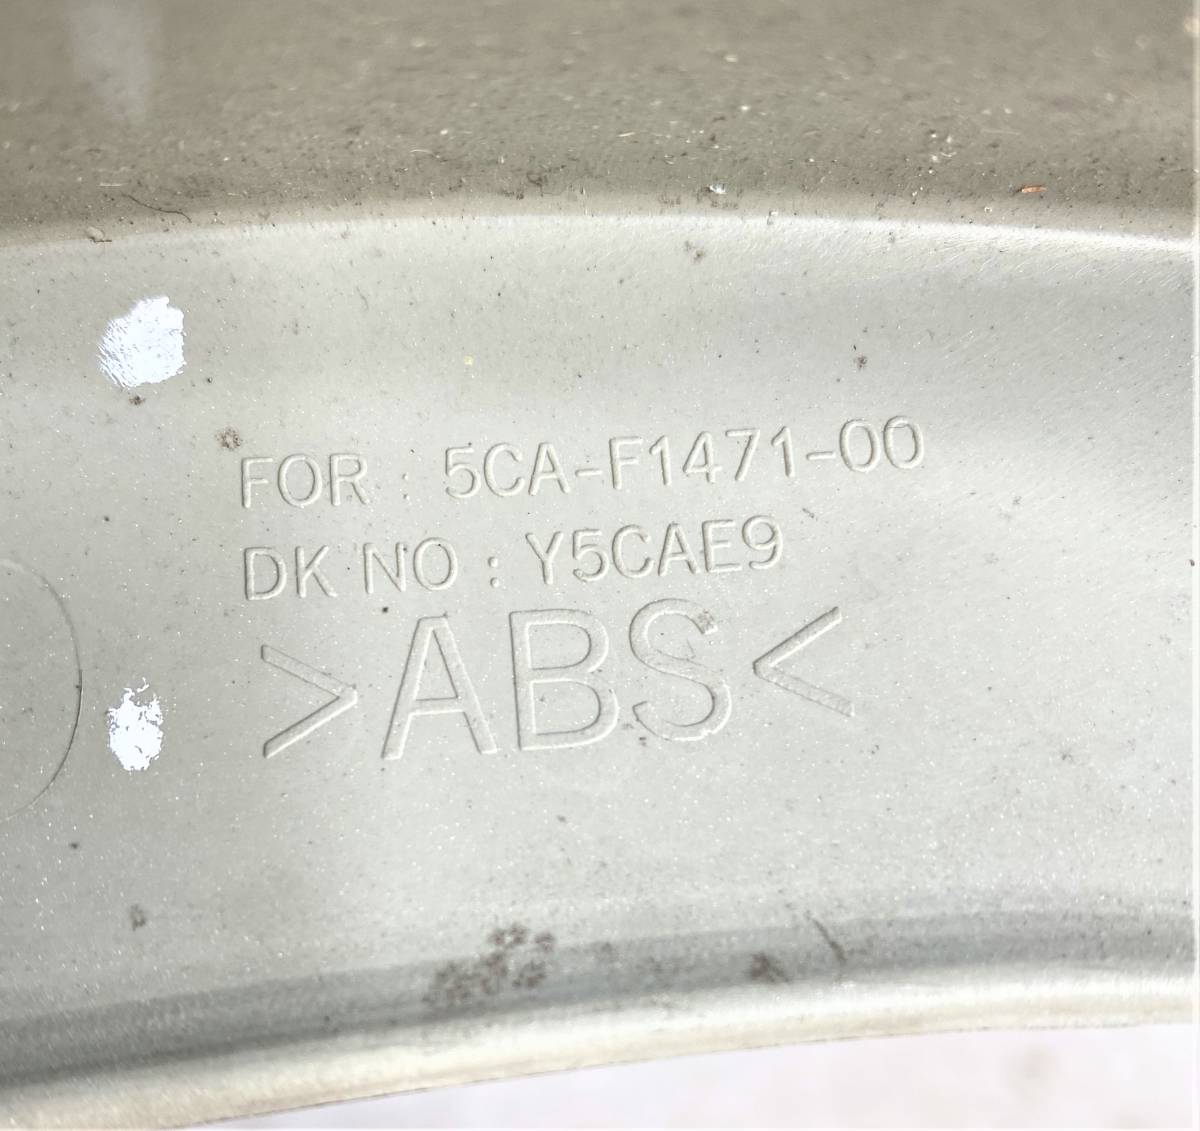 FOR : 5CA-F1471-00
DK NO : Y5CAE9
>ABS<